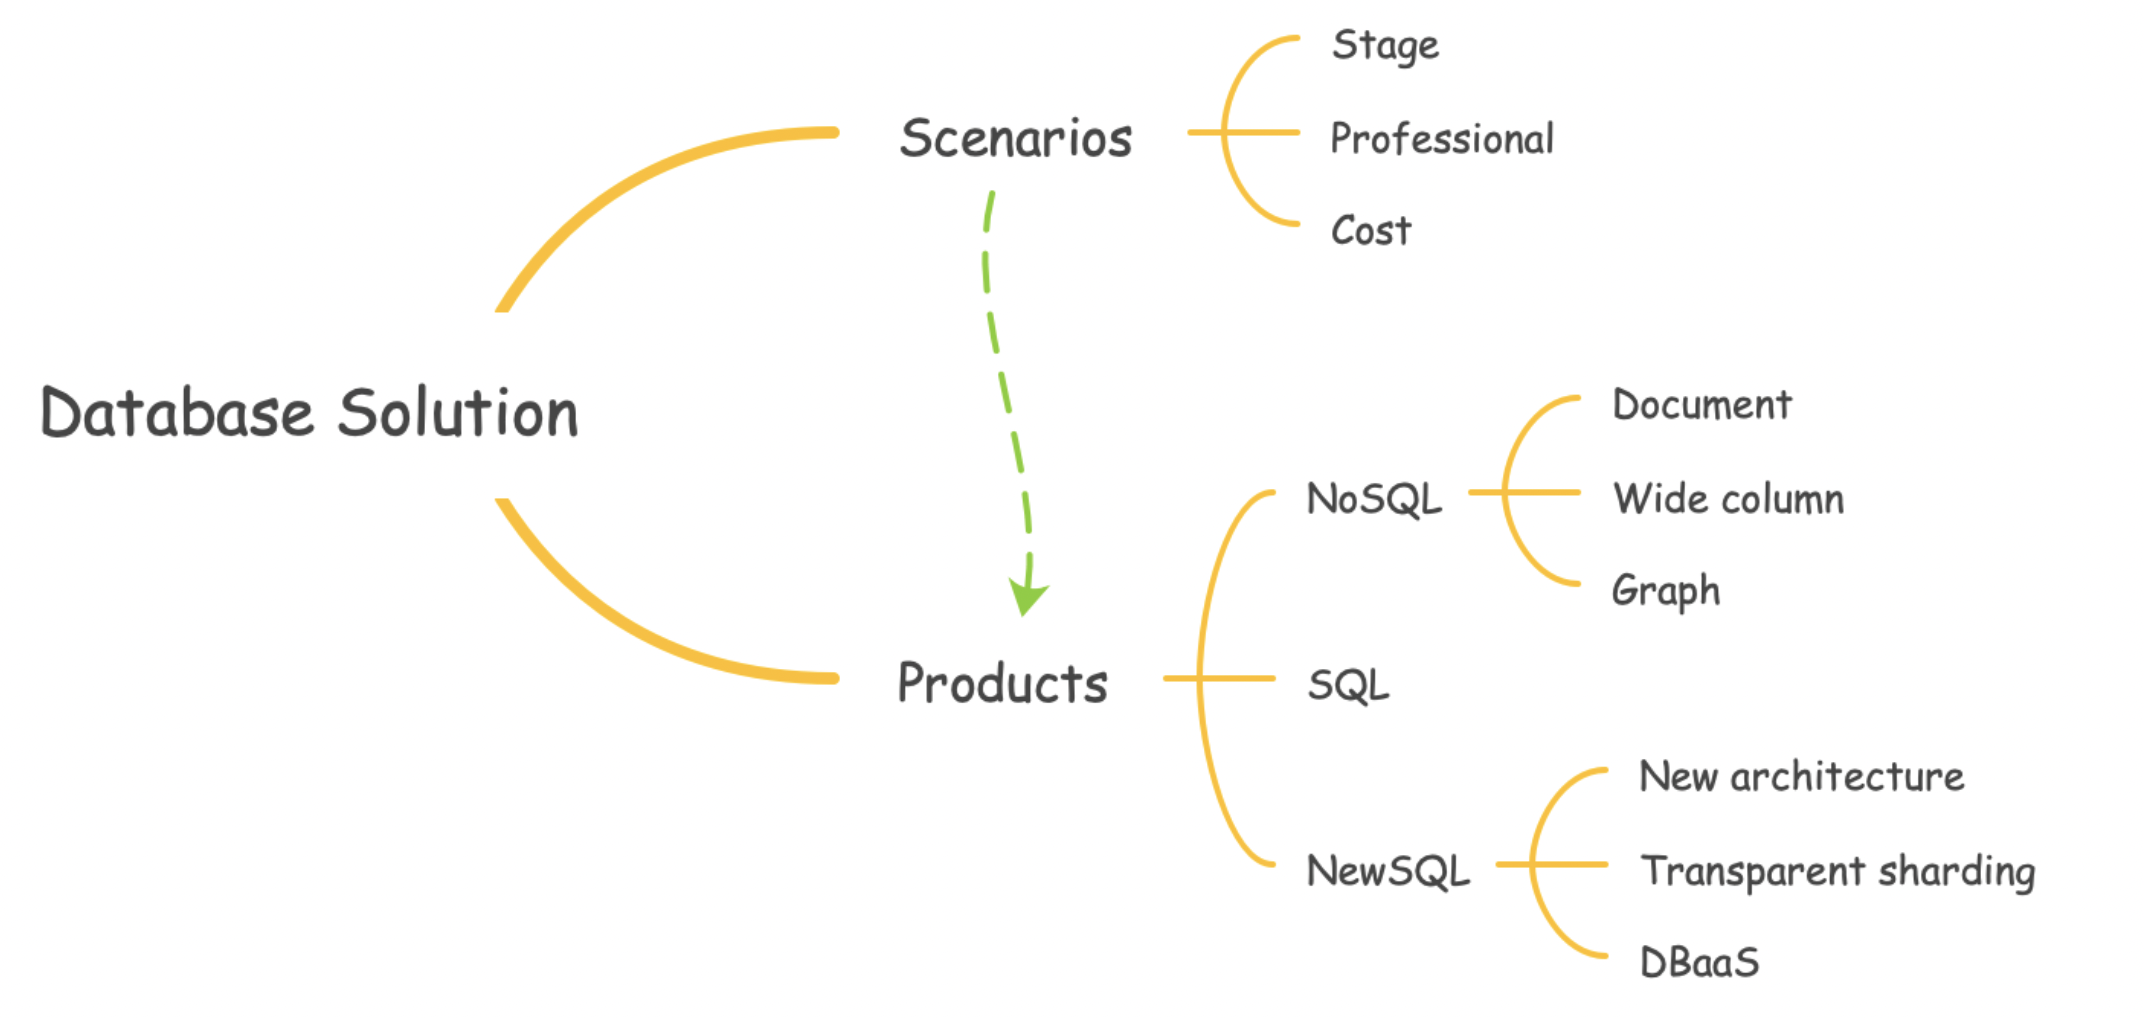 Database Solution
Scenarios
Stage
Professional
Cost
Products
NoSQL
Document
Wide column
Graph
SQL
NewSQL
New architecture
Transparent sharding
DBaaS